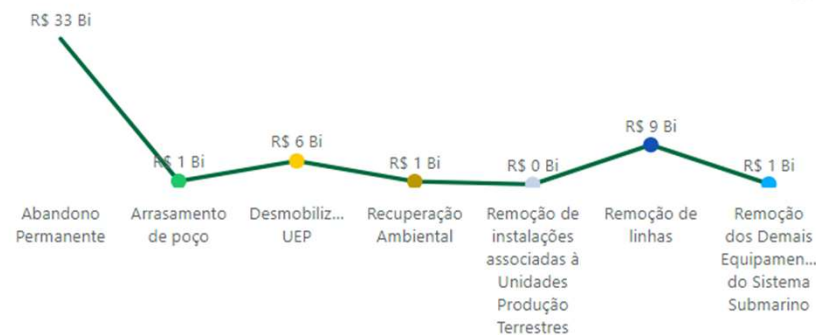 R$ 33 Bi
R$ 1 Bi
R$ 6 Bi
R$ 1 Bi
R$ 0 Bi
R$ 9 Bi
R$ 1 Bi
Abandono
Permanente
Arrasamento
de poço
Desmobiliz...
UEP
Recuperação
Ambiental
Remoção de
instalações
associadas à
Unidades
Produção
Terrestres
Remoção de
linhas
Remoção
dos Demais
Equipamen...
do Sistema
Submarino